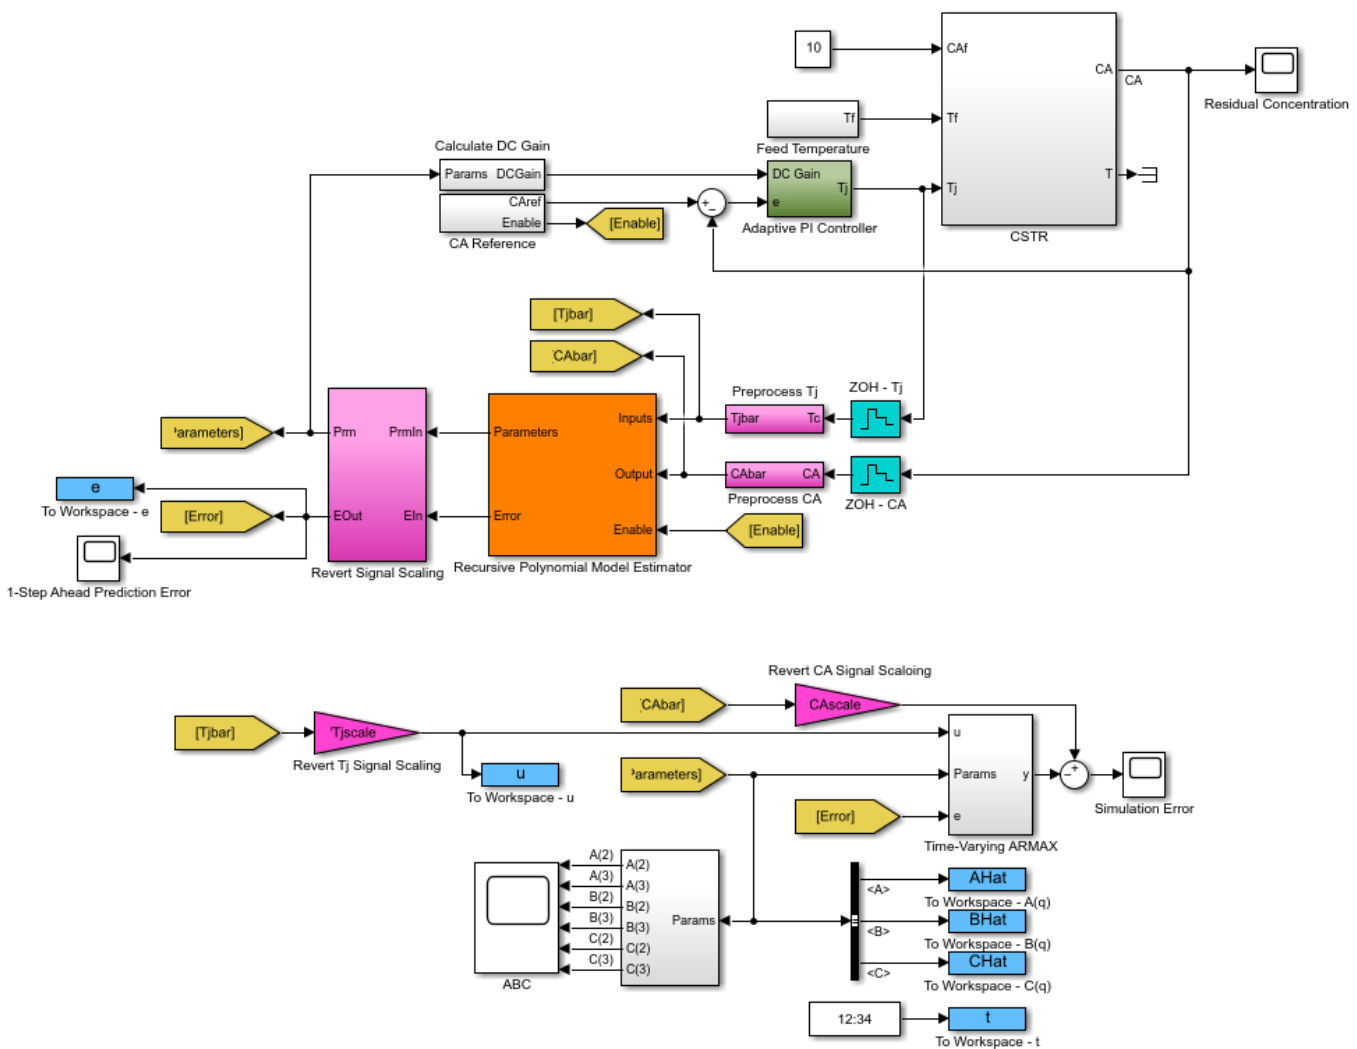 10
CAf
CA
CA
Residual Concentration
Tf
Feed Temperature
Tf
Calculate DC Gain
Params DCGain
DC Gain
Tj
e
Adaptive PI Controller
Tj
T
CSTR
CAref
Enable
CA Reference
[Enable]
+
−
[Tjbar]
CAbar]
Preprocess Tj
ZOH - Tj
Inputs
Tjbar Tc
'arameters]
Prm PrmIn
Parameters
Output
CAbar CA
Preprocess CA
ZOH - CA
e
To Workspace - e
[Error]
EOut EIn
Error
Enable
[Enable]
Revert Signal Scaling
Recursive Polynomial Model Estimator
1-Step Ahead Prediction Error
Revert CA Signal Scaloing
CAbar]
CAscale
[Tjbar]
'Tjscale
Revert Tj Signal Scaling
u
u
To Workspace - u
'arameters]
Params y
− +
Simulation Error
[Error]
e
Time-Varying ARMAX
A(2) A(2)
A(3) A(3)
B(2) B(2)
B(3) B(3)
C(2) C(2)
C(3) C(3)
Params
ABC
<A>
AHat
To Workspace - A(q)
<B>
BHat
To Workspace - B(q)
<C>
CHat
To Workspace - C(q)
12:34
t
To Workspace - t